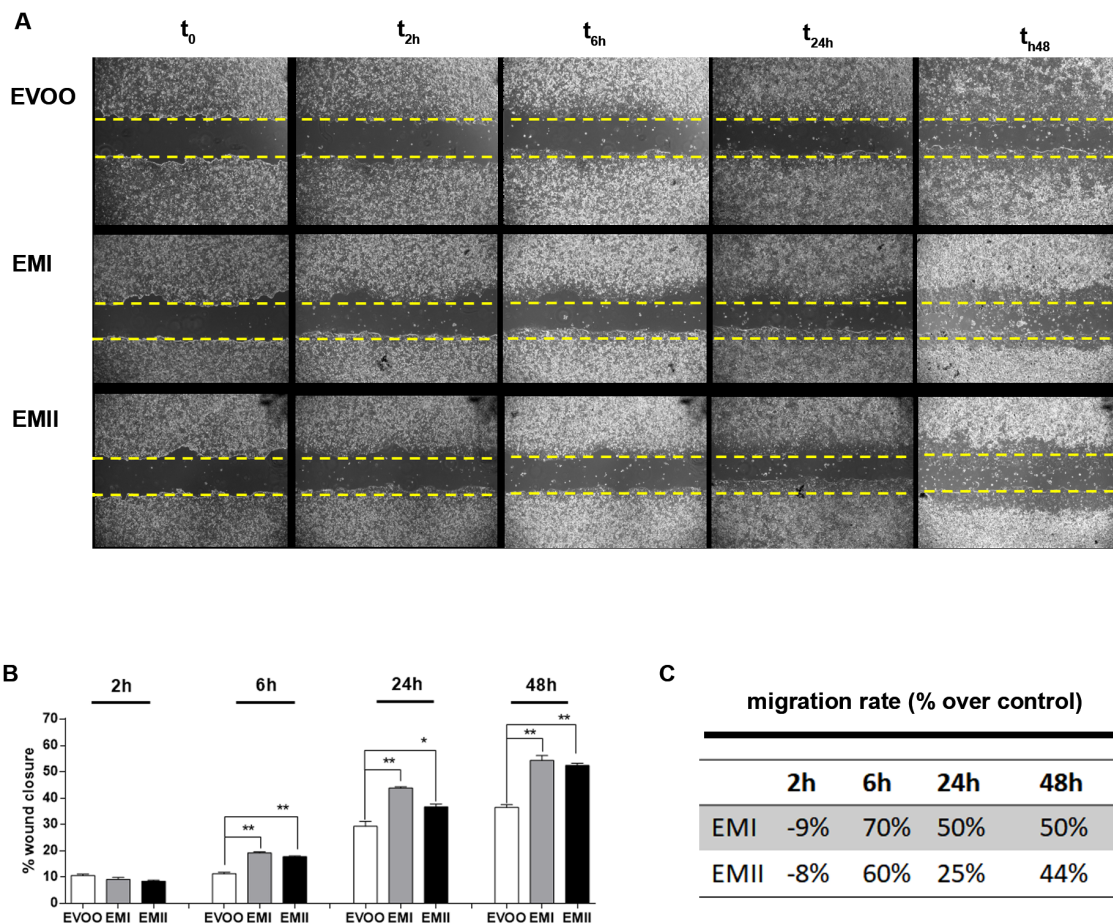 A
t0 t2h t6h t24h th48
EVOO
EMI
EMII
B
2h 6h 24h 48h
** ** ** ** * ** **
% wound closure
70
60
50
40
30
20
10
0
EVOO EMI EMII EVOO EMI EMII EVOO EMI EMII EVOO EMI EMII
C
migration rate (% over control)
2h 6h 24h 48h
EMI -9% 70% 50% 50%
EMII -8% 60% 25% 44%